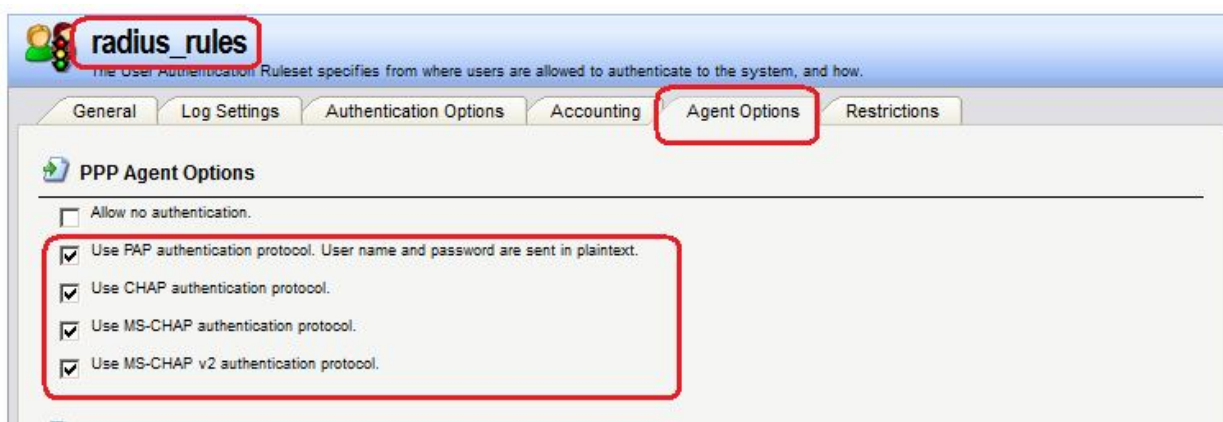 radius_rules
The User Authentication Ruleset specifies from where users are allowed to authenticate to the system, and how.
General Log Settings Authentication Options Accounting Agent Options Restrictions
PPP Agent Options
Allow no authentication.
Use PAP authentication protocol. User name and password are sent in plaintext.
Use CHAP authentication protocol.
Use MS-CHAP authentication protocol.
Use MS-CHAP v2 authentication protocol.